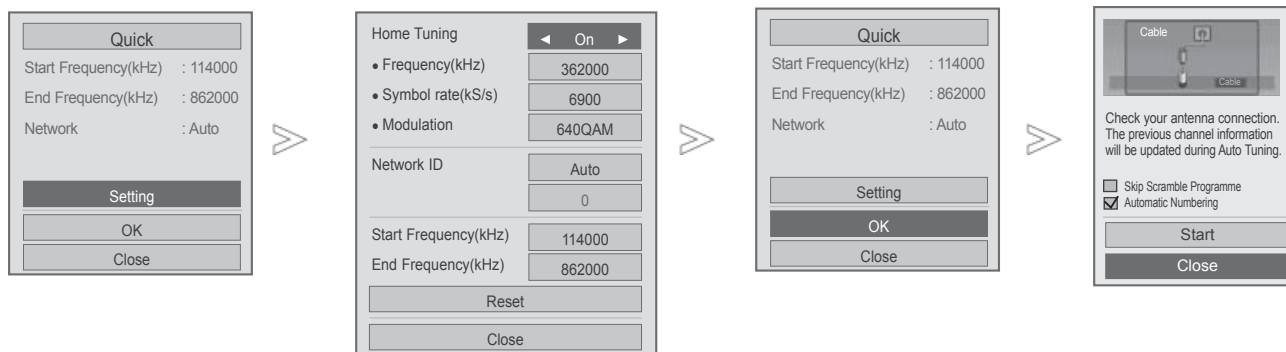 Quick
Start Frequency(kHz) : 114000
End Frequency(kHz) : 862000
Network : Auto
Setting
OK
Close
Home Tuning ◄ On ►
• Frequency(kHz) 362000
• Symbol rate(kS/s) 6900
• Modulation 640QAM
Network ID Auto
0
Start Frequency(kHz) 114000
End Frequency(kHz) 862000
Reset
Close
Quick
Start Frequency(kHz) : 114000
End Frequency(kHz) : 862000
Network : Auto
Setting
OK
Close
Cable
Cable
Check your antenna connection.
The previous channel information
will be updated during Auto Tuning.
Skip Scramble Programme
Automatic Numbering
Start
Close